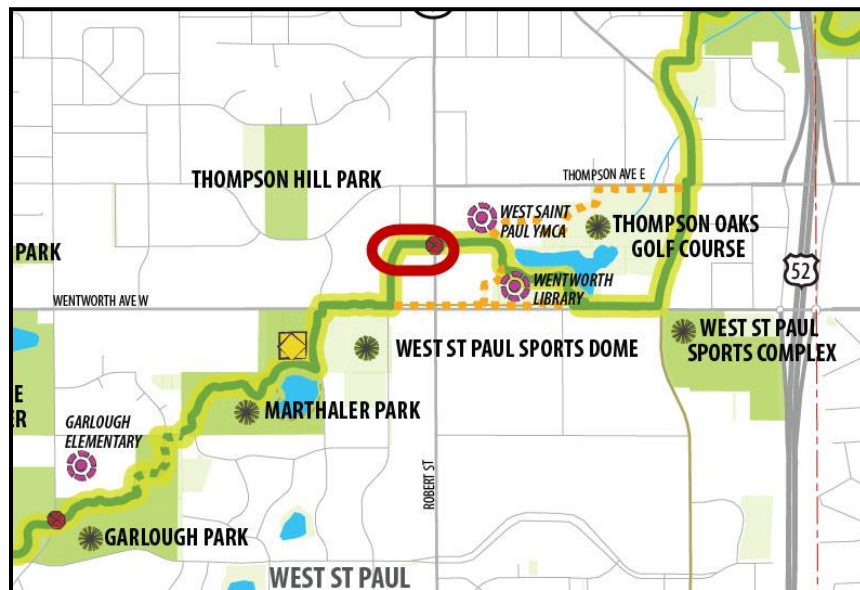 THOMPSON AVE E
THOMPSON HILL PARK
WEST SAINT
PAUL YMCA
THOMPSON OAKS
GOLF COURSE
PARK
52
WENTWORTH
LIBRARY
WENTWORTH AVE W
WEST ST PAUL
SPORTS COMPLEX
WEST ST PAUL SPORTS DOME
E
ER
MARTHALER PARK
GARLOUGH
ELEMENTARY
ROBERT ST
GARLOUGH PARK
WEST ST PAUL